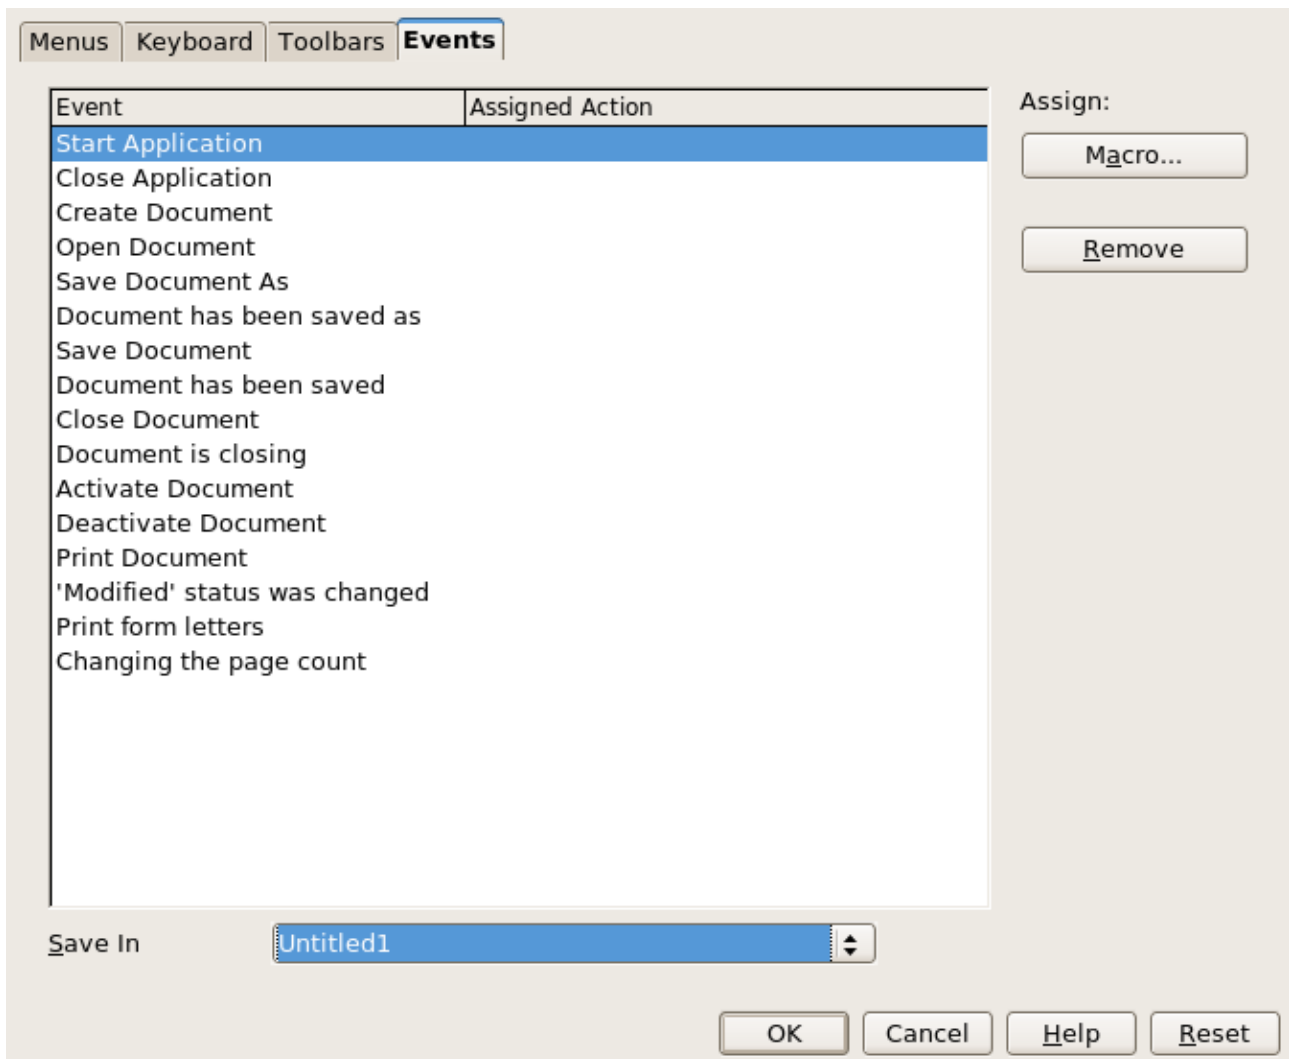 Menus Keyboard Toolbars Events
Event Assigned Action
Assign:
Start Application
Macro...
Close Application
Create Document
Open Document
Remove
Save Document As
Document has been saved as
Save Document
Document has been saved
Close Document
Document is closing
Activate Document
Deactivate Document
Print Document
'Modified' status was changed
Print form letters
Changing the page count
Save In Untitled1
OK Cancel Help Reset